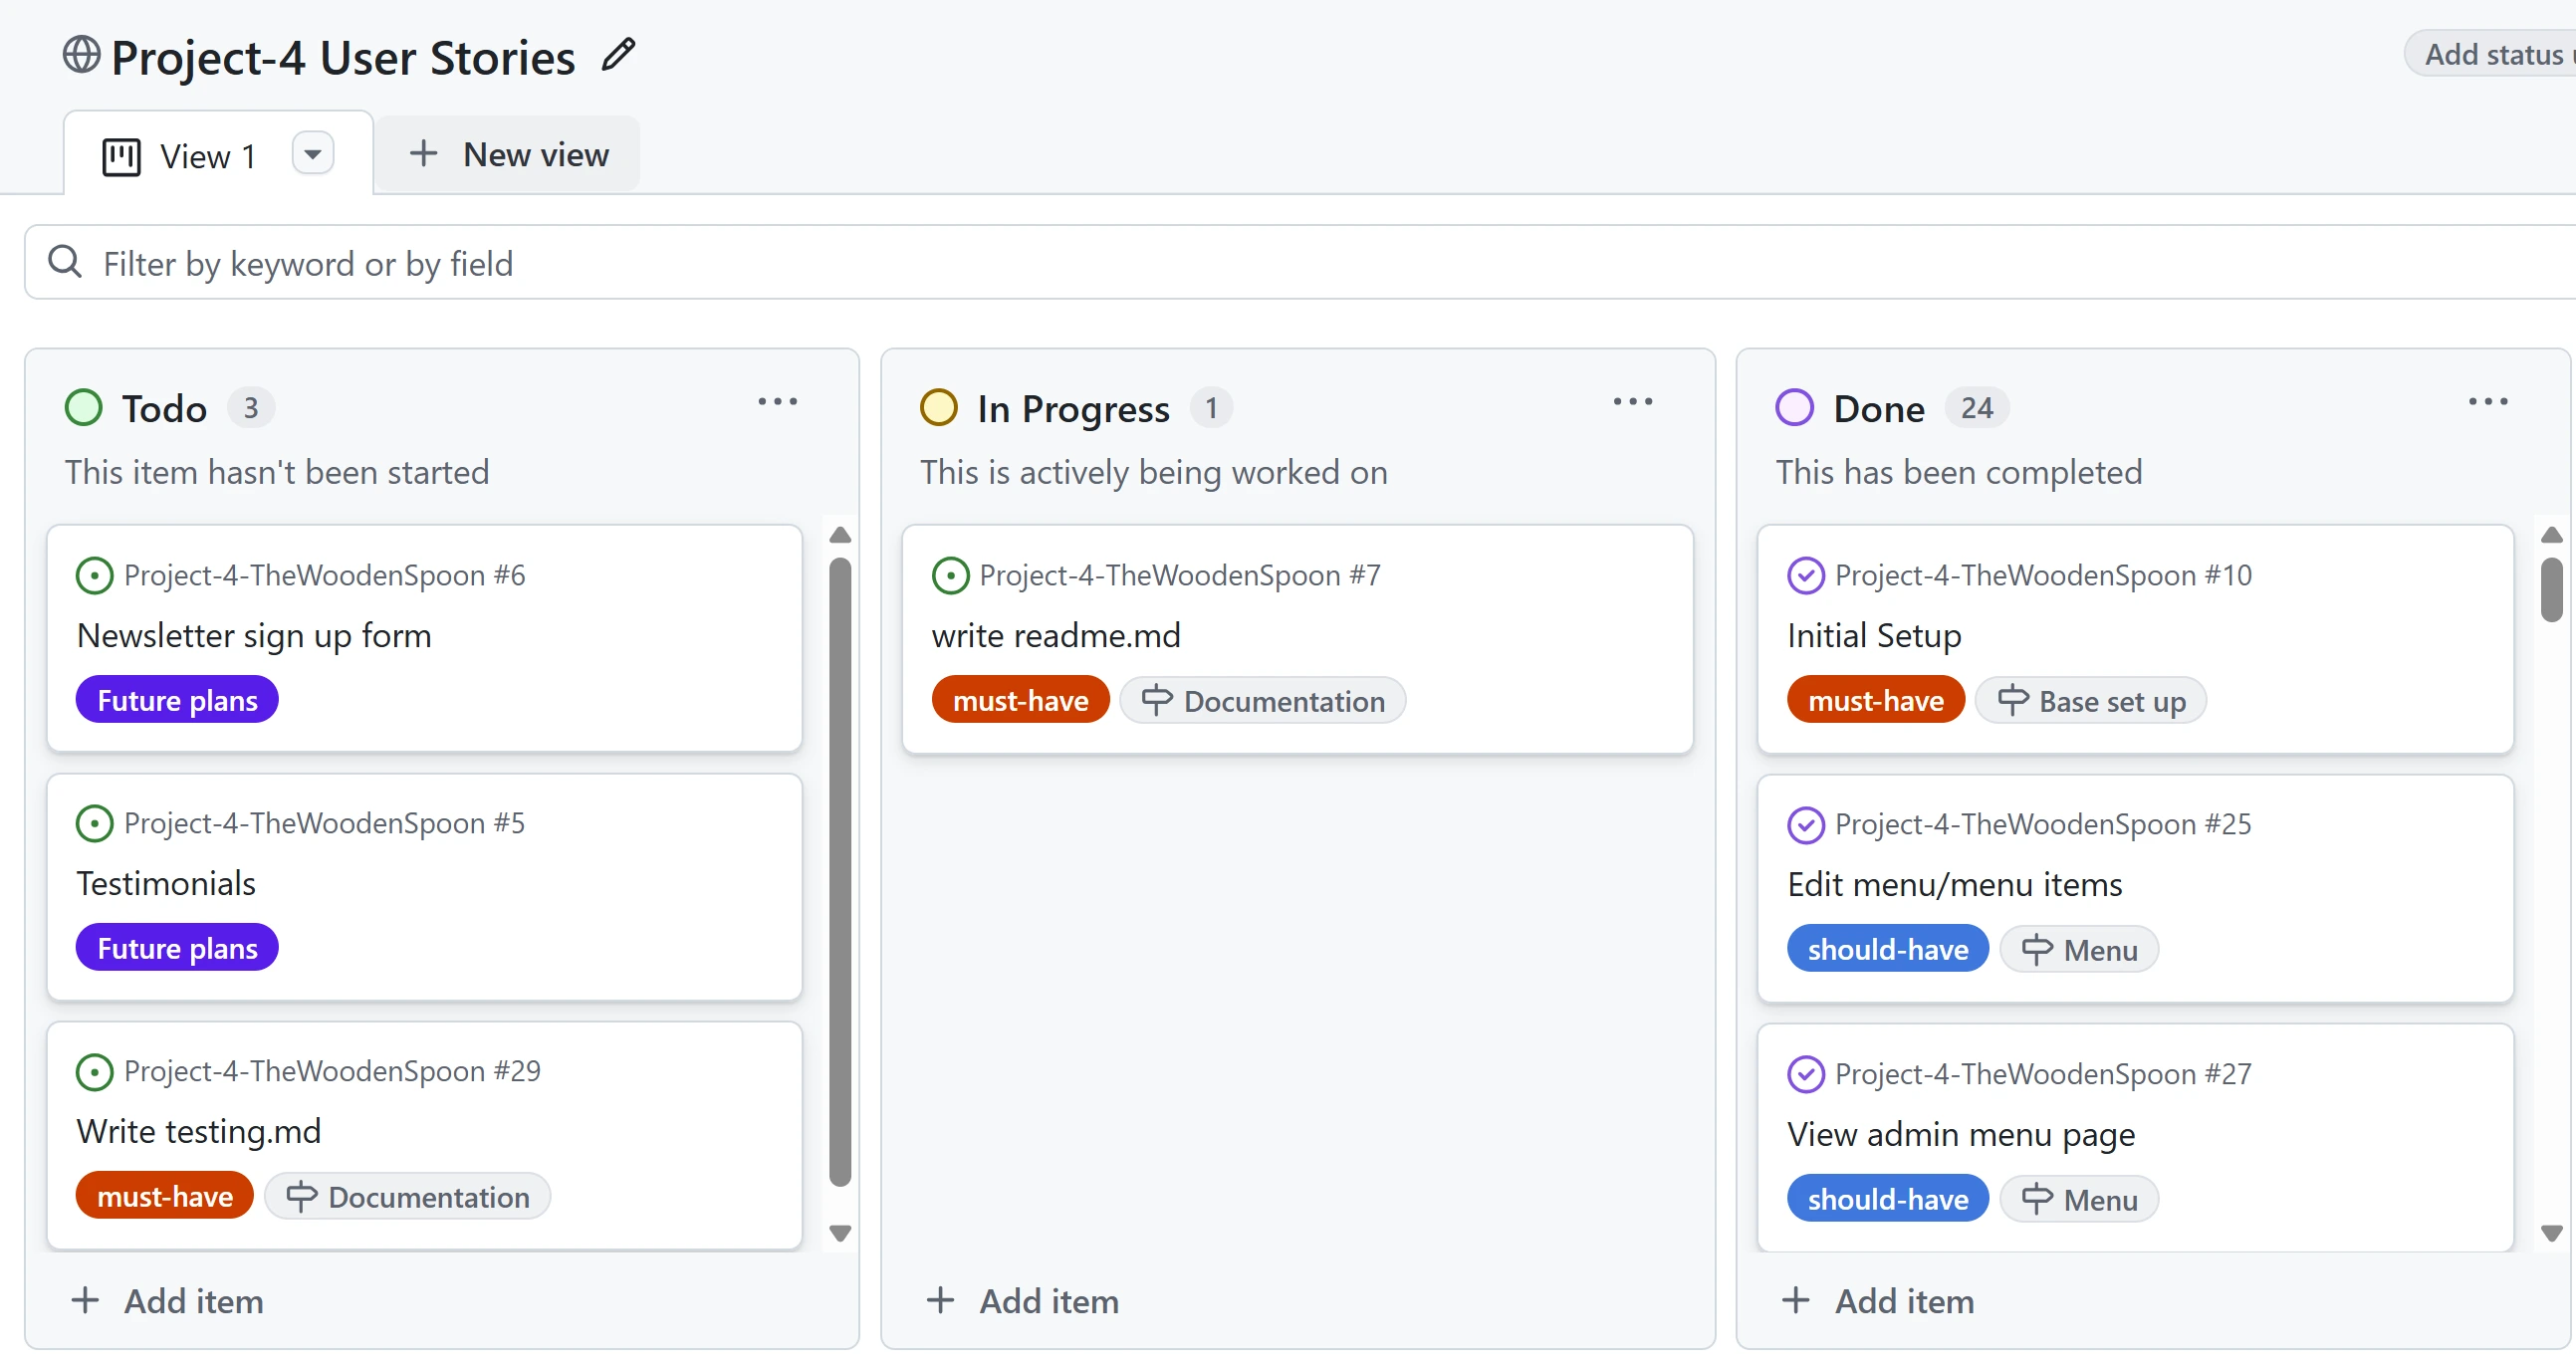 Project-4 User Stories
Add status
View 1
New view
Filter by keyword or by field
Todo 3
This item hasn't been started
Project-4-TheWoodenSpoon #6
Newsletter sign up form
Future plans
Project-4-TheWoodenSpoon #5
Testimonials
Future plans
Project-4-TheWoodenSpoon #29
Write testing.md
must-have Documentation
Add item
In Progress 1
This is actively being worked on
Project-4-TheWoodenSpoon #7
write readme.md
must-have Documentation
Add item
Done 24
This has been completed
Project-4-TheWoodenSpoon #10
Initial Setup
must-have Base set up
Project-4-TheWoodenSpoon #25
Edit menu/menu items
should-have Menu
Project-4-TheWoodenSpoon #27
View admin menu page
should-have Menu
Add item